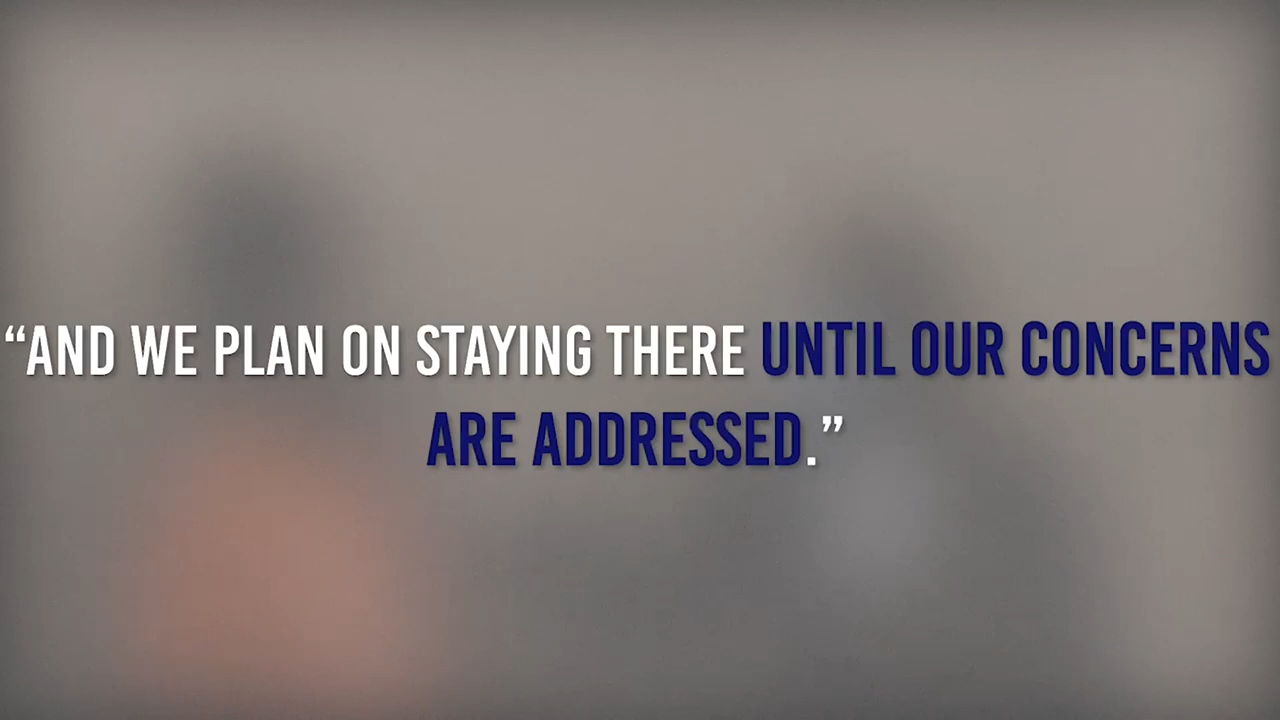 “AND WE PLAN ON STAYING THERE UNTIL OUR CONCERNS
ARE ADDRESSED.”